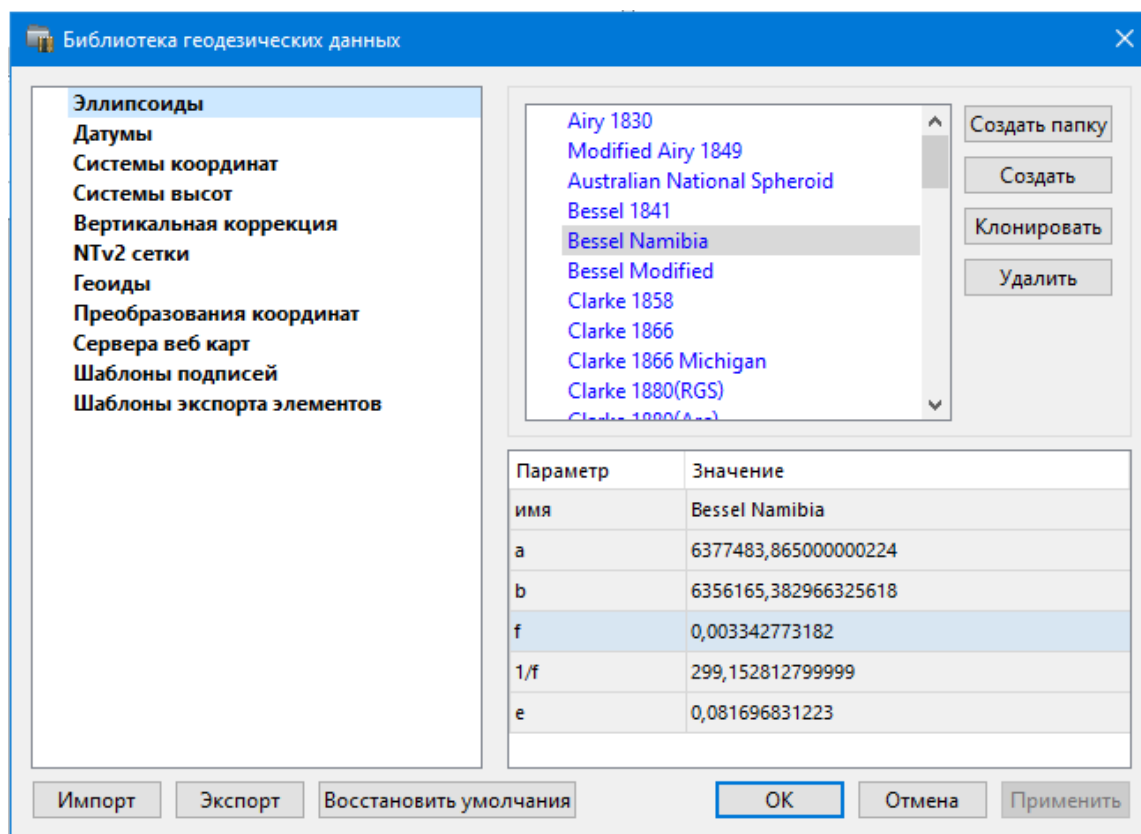 Библиотека геодезических данных
Эллипсоиды
Датумы
Системы координат
Системы высот
Вертикальная коррекция
NTv2 сетки
Геоиды
Преобразования координат
Сервера веб карт
Шаблоны подписей
Шаблоны экспорта элементов
Airy 1830
Modified Airy 1849
Australian National Spheroid
Bessel 1841
Bessel Namibia
Bessel Modified
Clarke 1858
Clarke 1866
Clarke 1866 Michigan
Clarke 1880(RGS)
Clarke 1880(Arc)
Создать папку
Создать
Клонировать
Удалить
Параметр Значение
имя Bessel Namibia
a 6377483,865000000224
b 6356165,382966325618
f 0,003342773182
1/f 299,152812799999
e 0,081696831223
Импорт Экспорт Восстановить умолчания OK Отмена Применить